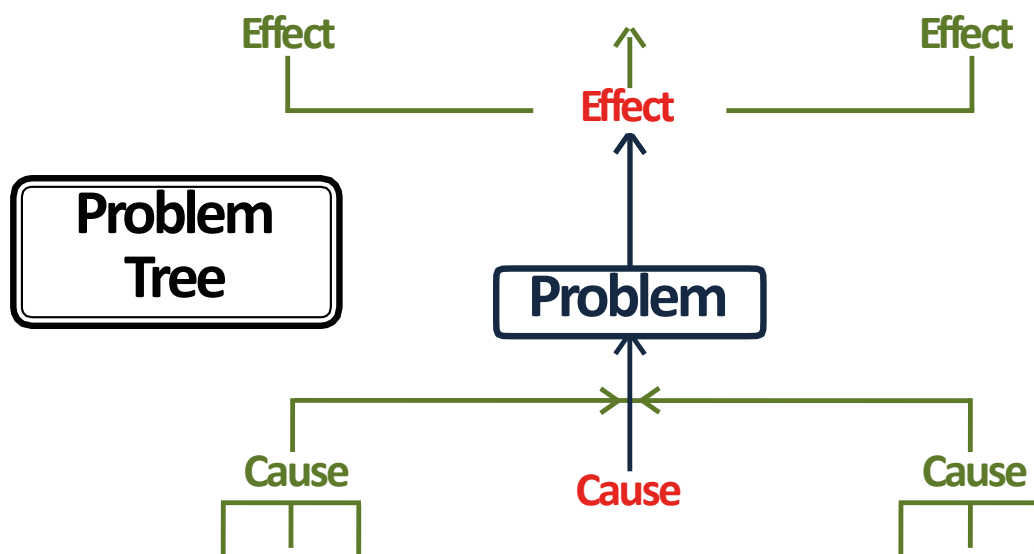 Effect
Effect
Effect
Problem
Tree
Problem
Cause
Cause
Cause